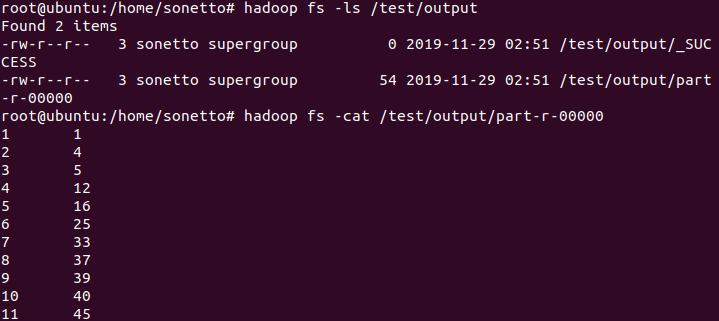 root@ubuntu:/home/sonetto# hadoop fs -ls /test/output
Found 2 items
-rw-r--r--   3 sonetto supergroup          0 2019-11-29 02:51 /test/output/_SUC
CESS
-rw-r--r--   3 sonetto supergroup         54 2019-11-29 02:51 /test/output/part
-r-00000
root@ubuntu:/home/sonetto# hadoop fs -cat /test/output/part-r-00000
1       1
2       4
3       5
4       12
5       16
6       25
7       33
8       37
9       39
10      40
11      45